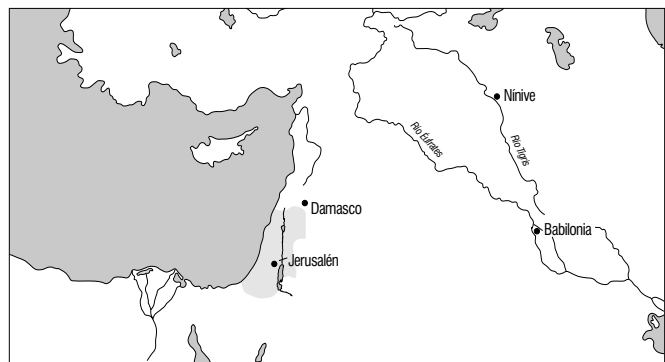 Nínive
Río Éufrates
Río Tigris
Damasco
Babilonia
Jerusalén